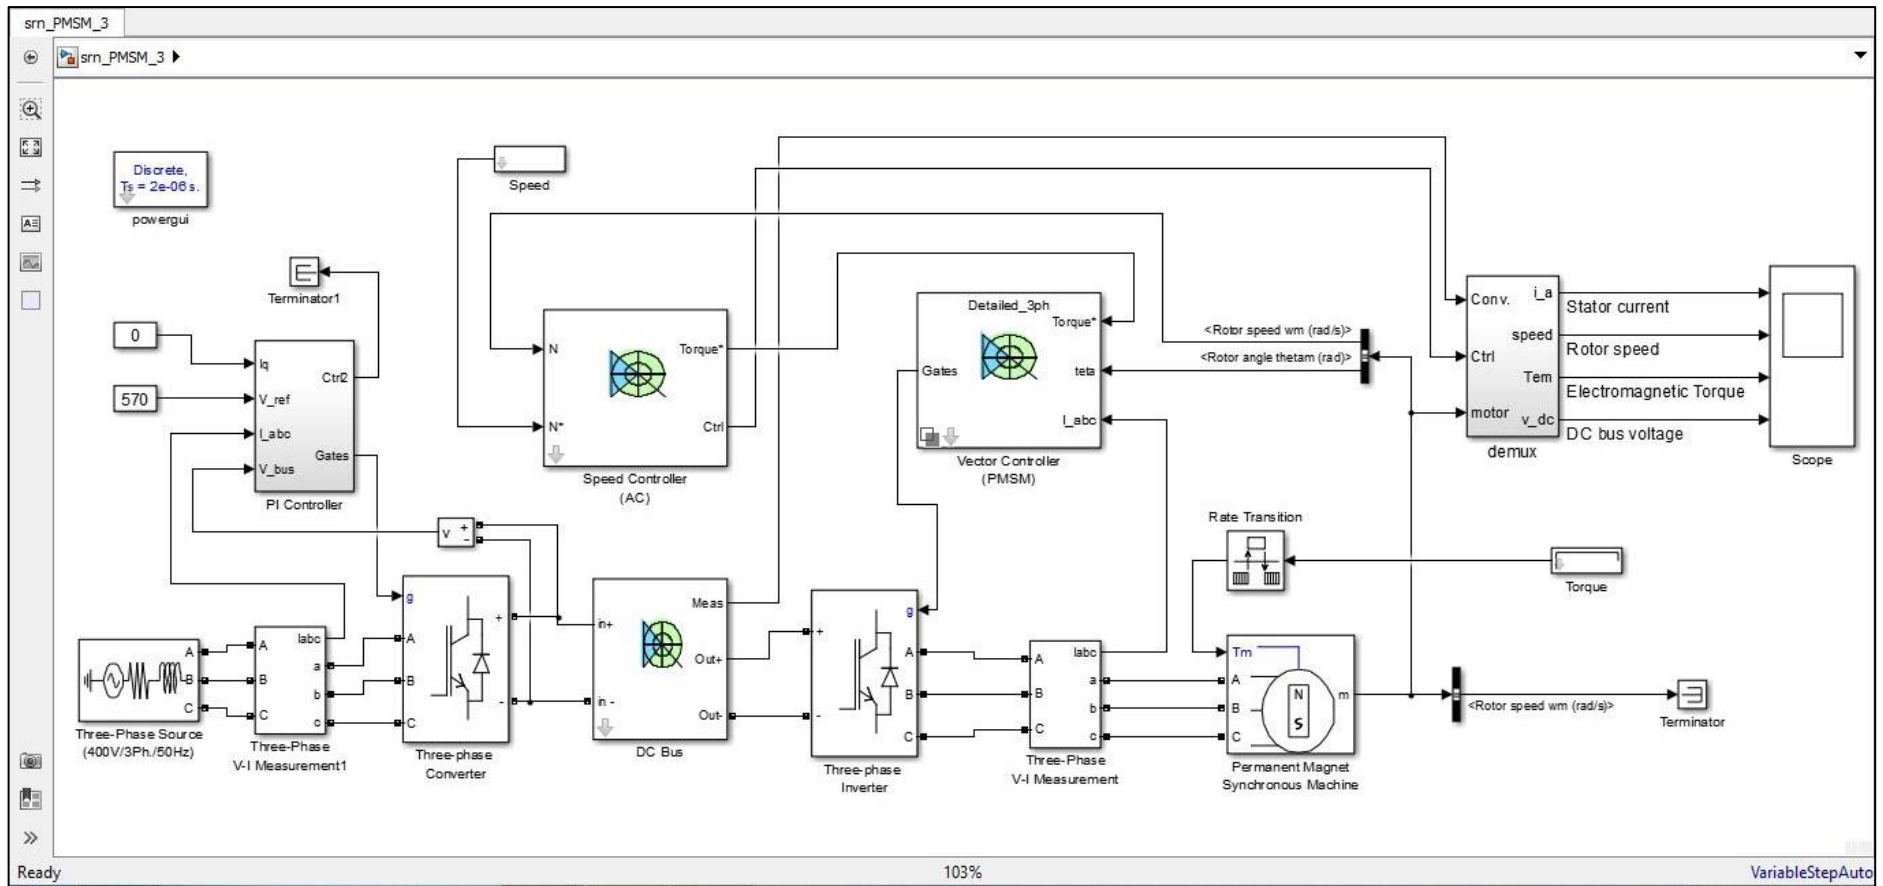 srn_PMSM_3
srn_PMSM_3
Discrete,
Ts = 2e-06 s.
powergui
Speed
Terminator1
0
570
Iq
V_ref
I_abc
V_bus
Ctrl2
Gates
PI Controller
N
N*
Torque*
Ctrl
Speed Controller
(AC)
Detailed_3ph
Torque*
Gates
teta
I_abc
Vector Controller
(PMSM)
<Rotor speed wm (rad/s)>
<Rotor angle thetam (rad)>
Conv.
Ctrl
motor
i_a
speed
Tem
v_dc
demux
Stator current
Rotor speed
Electromagnetic Torque
DC bus voltage
Scope
Rate Transition
Torque
v
+
-
A
B
C
Three-Phase Source
(400V/3Ph./50Hz)
A
B
C
Iabc
a
b
c
Three-Phase
V-I Measurement1
g
A
B
C
+
-
Three-phase
Converter
in+
in -
Meas
Out+
Out-
DC Bus
g
+
-
A
B
C
Three-phase
Inverter
A
B
C
Iabc
a
b
c
Three-Phase
V-I Measurement
Tm
A
B
C
N
S
m
Permanent Magnet
Synchronous Machine
<Rotor speed wm (rad/s)>
Terminator
Ready
103%
VariableStepAuto